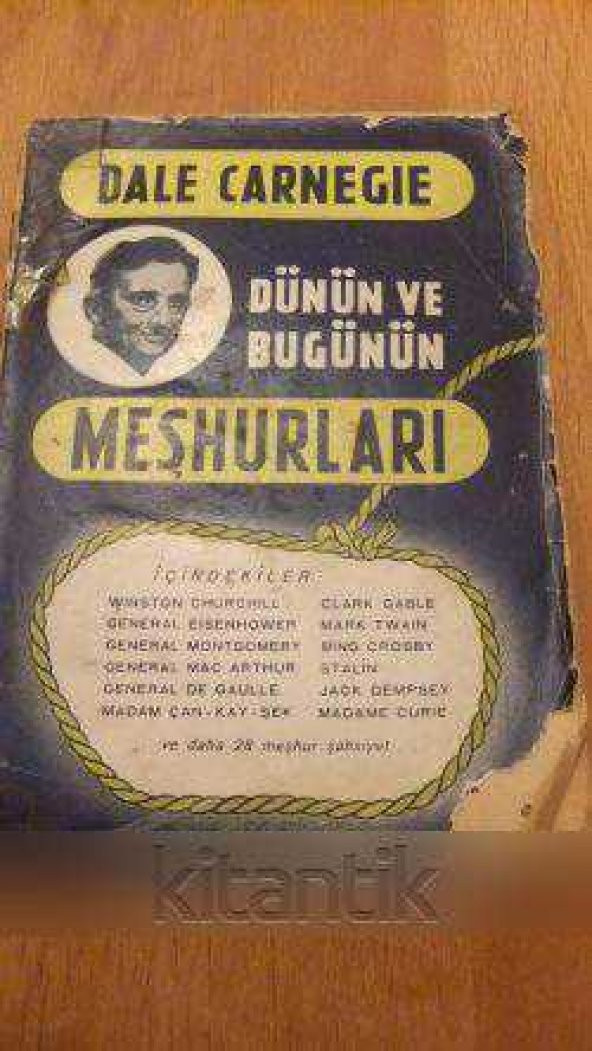 DALE CARNEGIE
DÜNÜN VE
BUGÜNÜN
MEŞHURLARI
İÇİNDEKİLER:
WINSTON CHURCHILL
GENERAL EISENHOWER
GENERAL MONTGOMERY
GENERAL MAC ARTHUR
GENERAL DE GAULLE
MADAM ÇAN-KAY-ŞEK
CLARK GABLE
MARK TWAIN
BING CROSBY
STALİN
JACK DEMPSEY
MADAME CURIE
ve daha 28 meşhur şahsiyet
kitantik